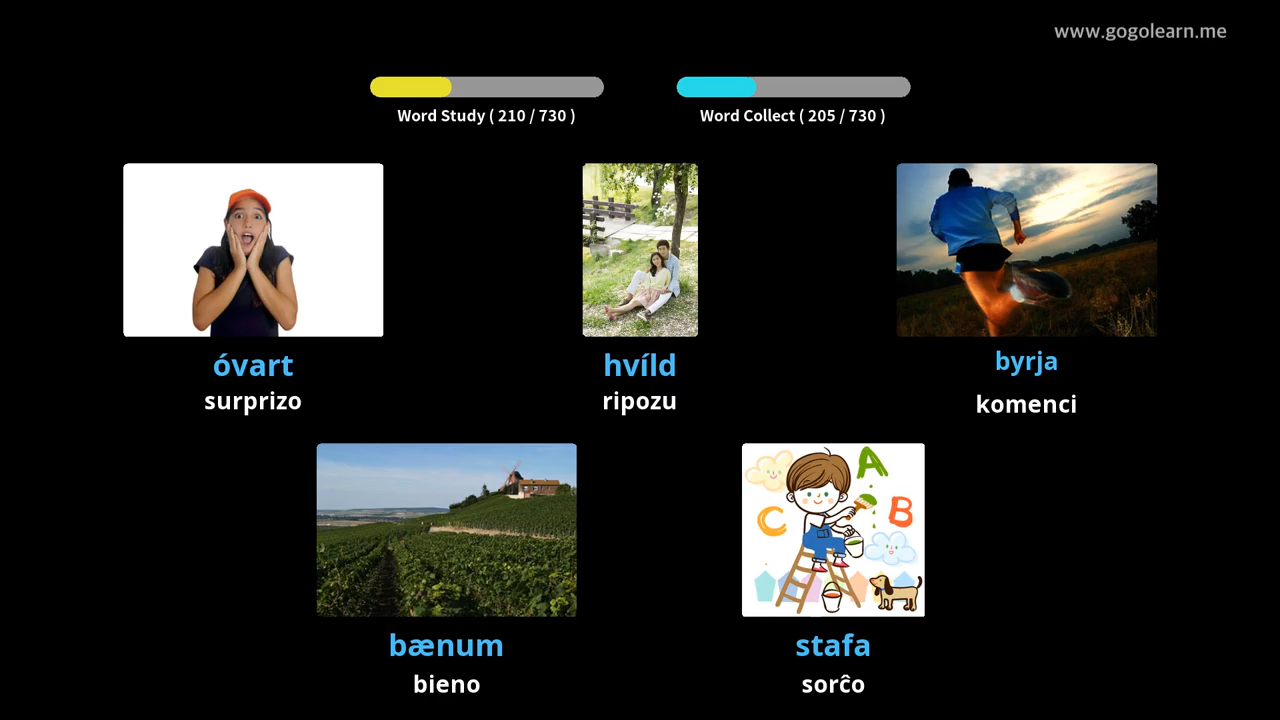 www.gogolearn.me
Word Study ( 210 / 730 )
Word Collect ( 205 / 730 )
óvart
surprizo
hvíld
ripozu
byrja
komenci
A
B
C
bænum
bieno
stafa
sorĉo